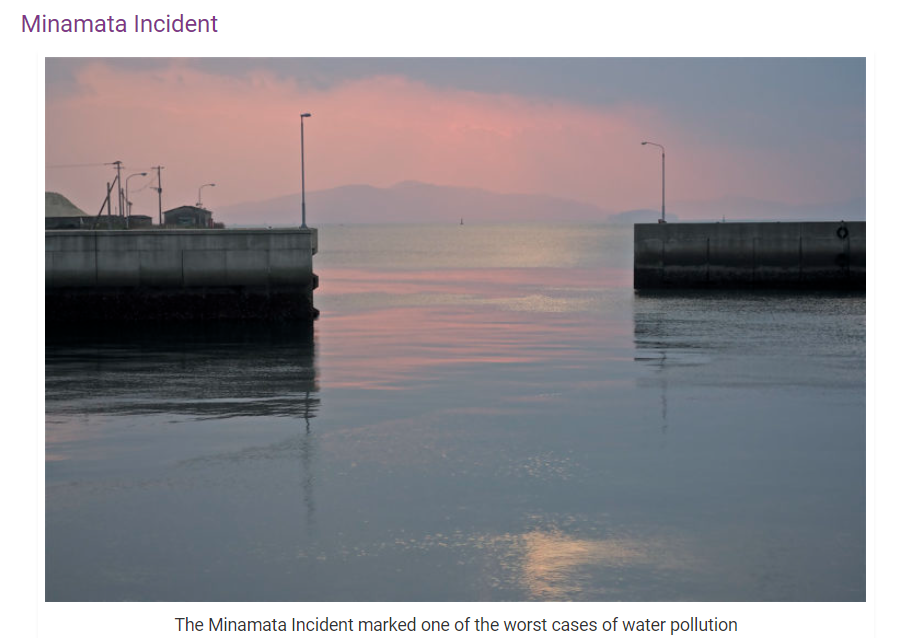 Minamata Incident
The Minamata Incident marked one of the worst cases of water pollution